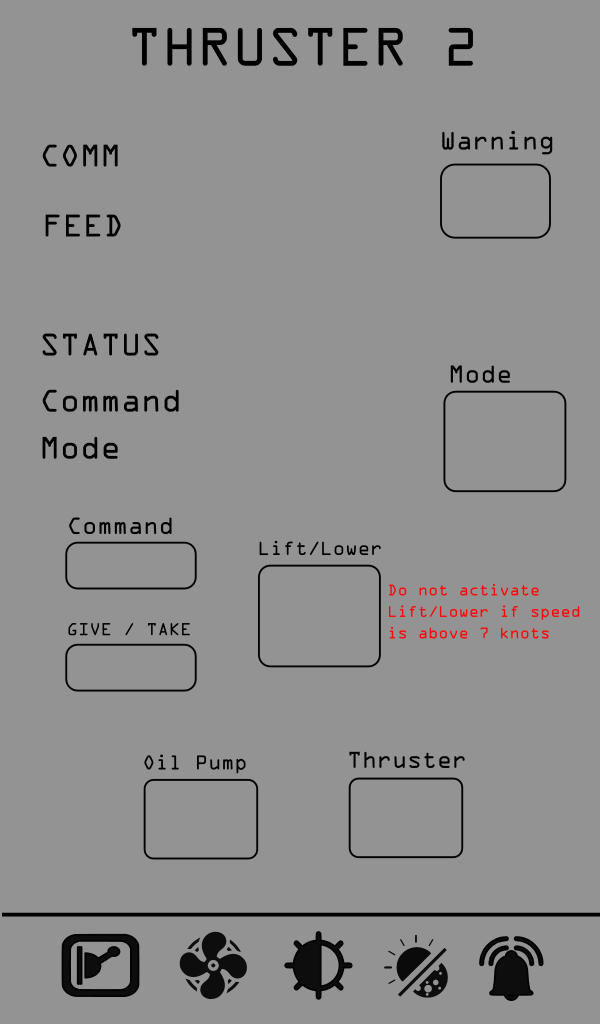 THRUSTER 2
Warning
COMM
FEED
STATUS
Mode
Command
Mode
Command
Lift/Lower
Do not activate
Lift/Lower if speed
is above 7 knots
GIVE / TAKE
Oil Pump
Thruster